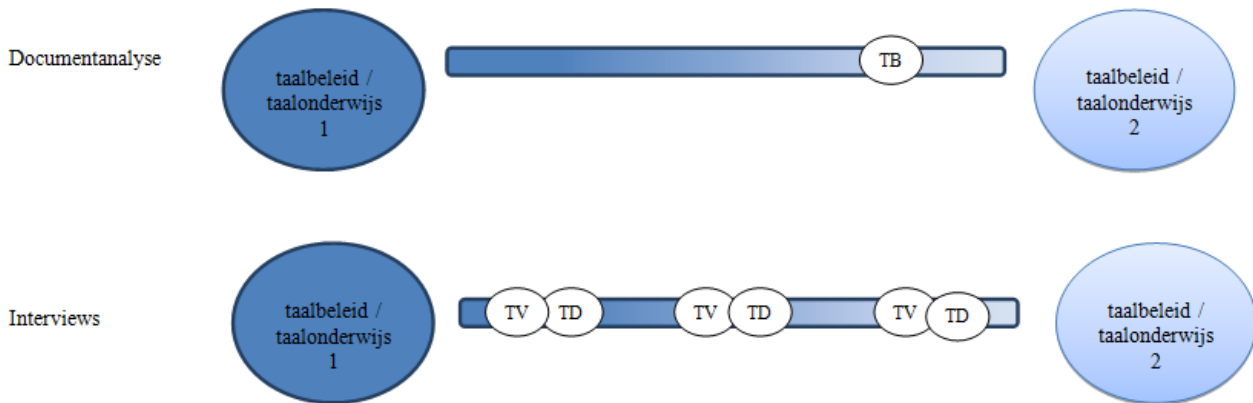 Documentanalyse
taalbeleid /
taalonderwijs
1
TB
taalbeleid /
taalonderwijs
2
Interviews
taalbeleid /
taalonderwijs
1
TV
TD
TV
TD
TV
TD
taalbeleid /
taalonderwijs
2